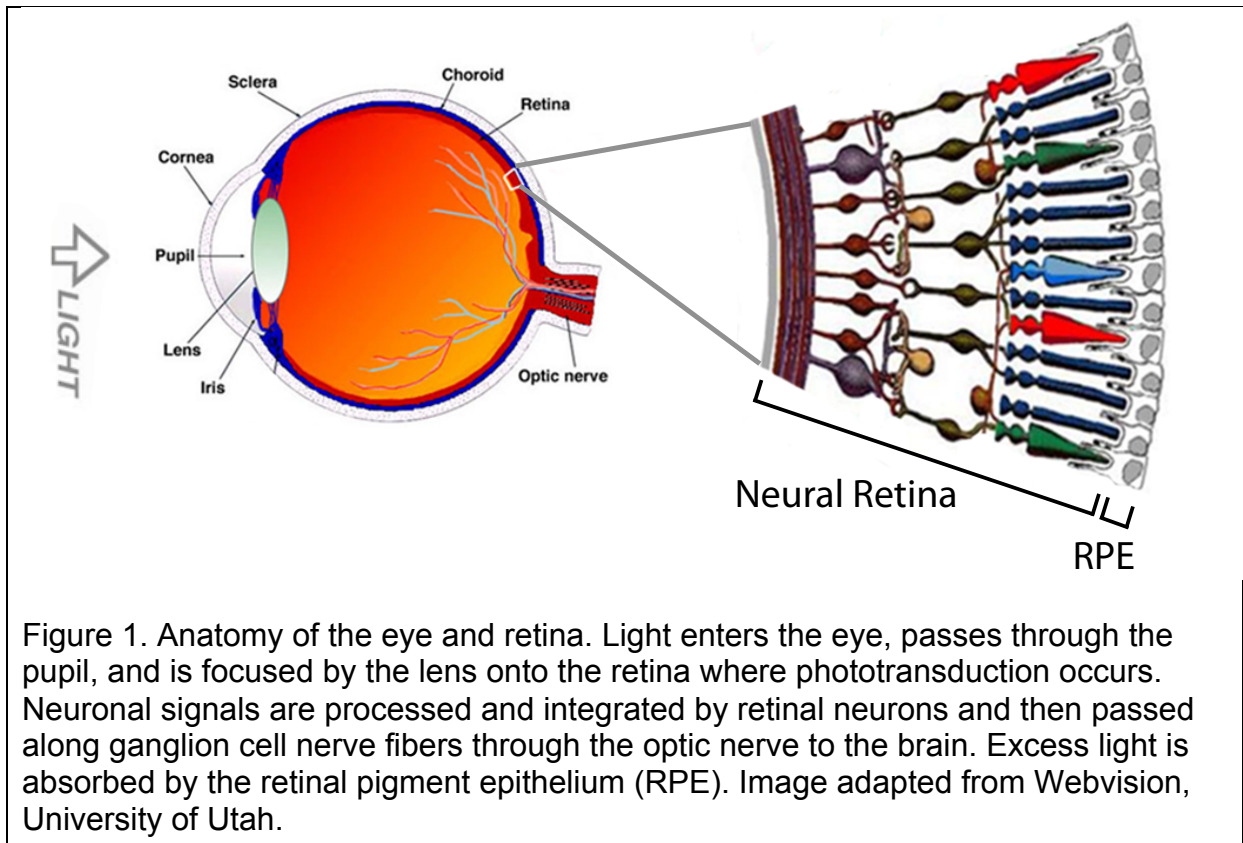 Choroid
Sclera
Retina
Cornea
Pupil
LIGHT
Lens
Iris
Optic nerve
Neural Retina
RPE
Figure 1. Anatomy of the eye and retina. Light enters the eye, passes through the
pupil, and is focused by the lens onto the retina where phototransduction occurs.
Neuronal signals are processed and integrated by retinal neurons and then passed
along ganglion cell nerve fibers through the optic nerve to the brain. Excess light is
absorbed by the retinal pigment epithelium (RPE). Image adapted from Webvision,
University of Utah.